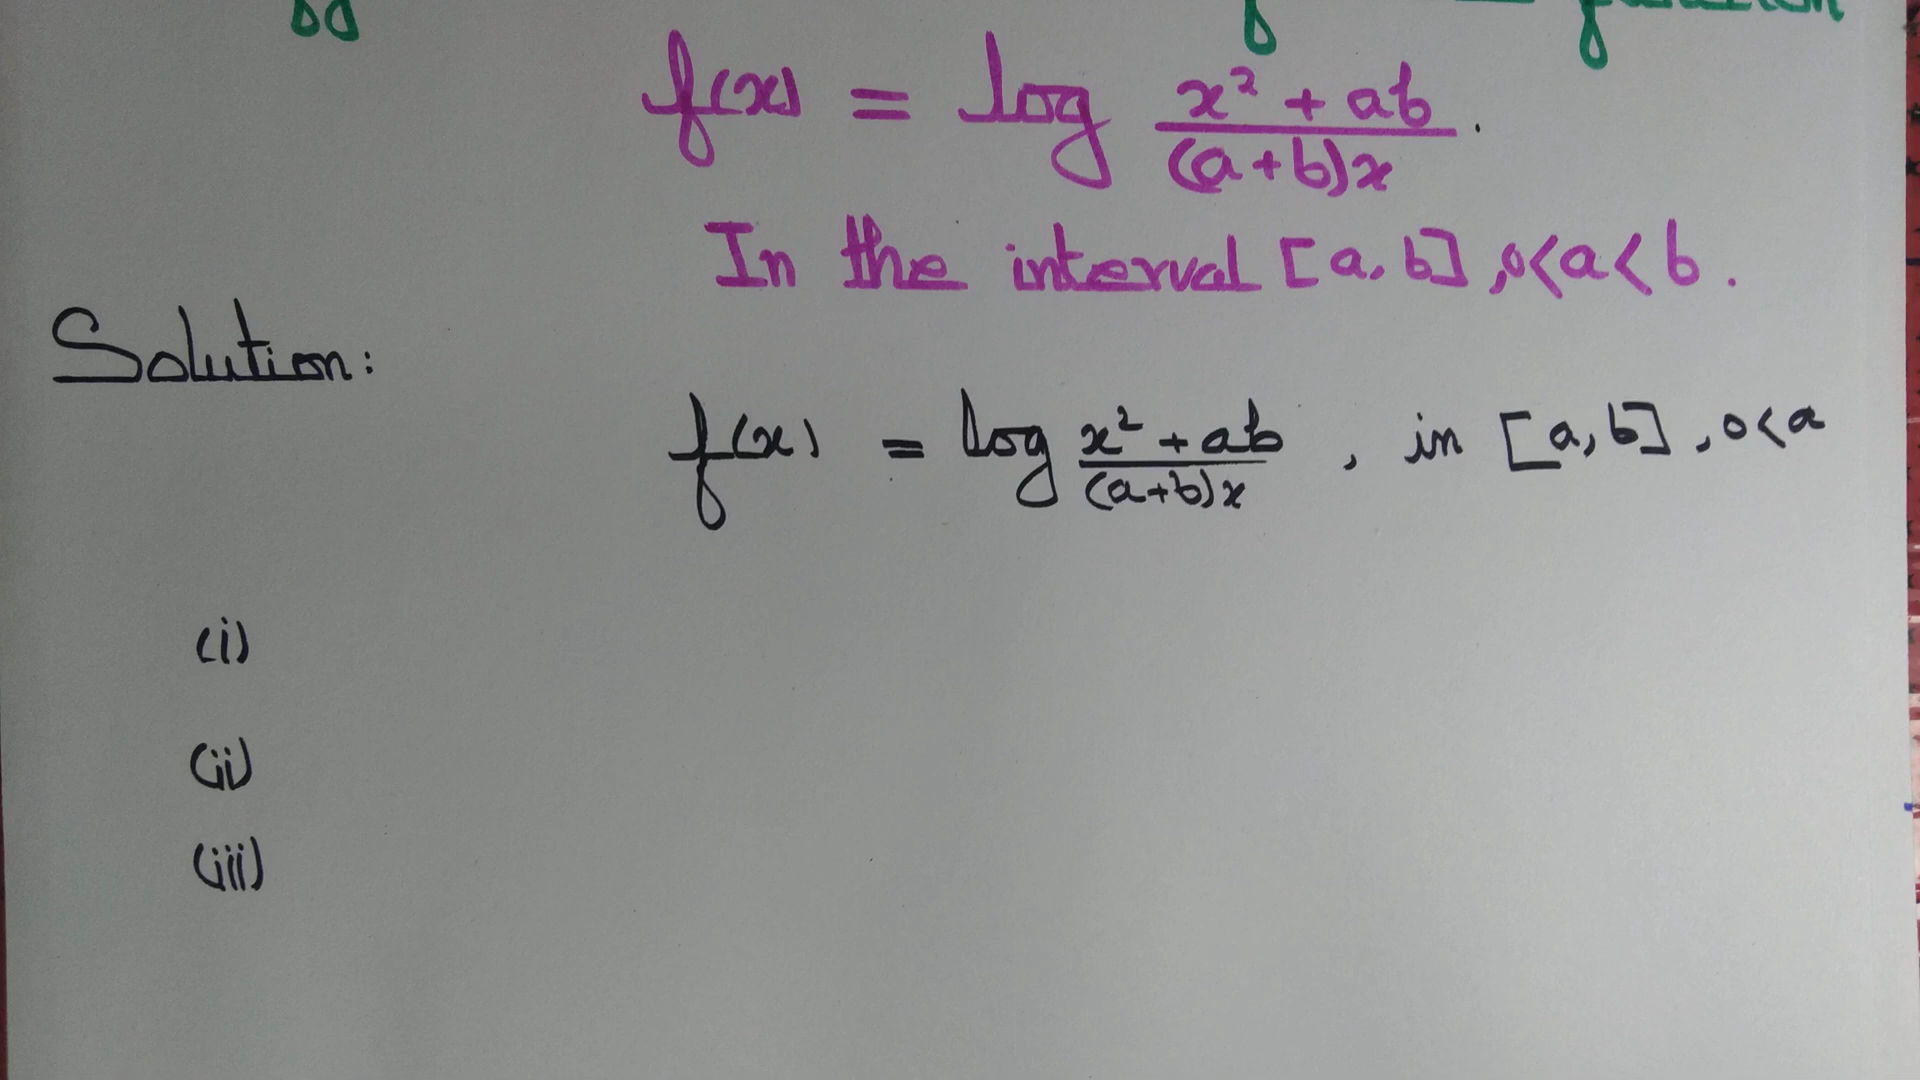 f(x) = log x² + ab / (a+b)x .
In the interval [a, b], 0<a<b.
Solution:
f(x) = log x² + ab / (a+b)x , in [a, b], 0<a
(i)
(ii)
(iii)